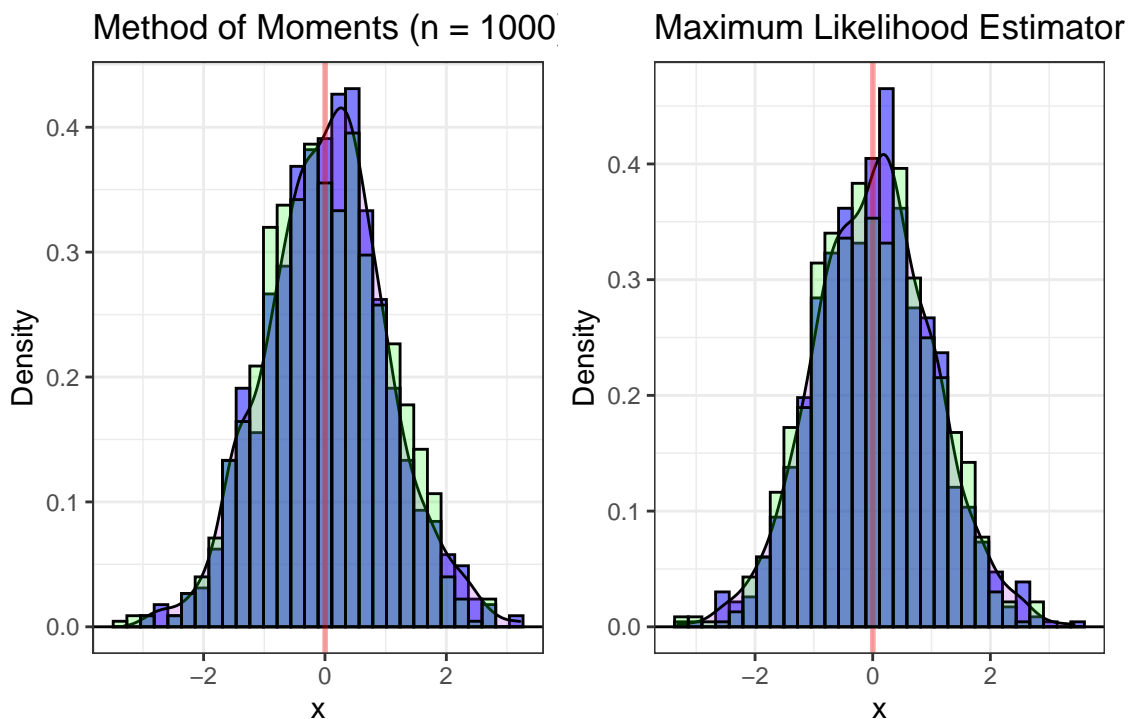 Method of Moments (n = 1000)
Density
0.4
0.3
0.2
0.1
0.0
−2
0
2
x
Maximum Likelihood Estimator
Density
0.4
0.3
0.2
0.1
0.0
−2
0
2
x